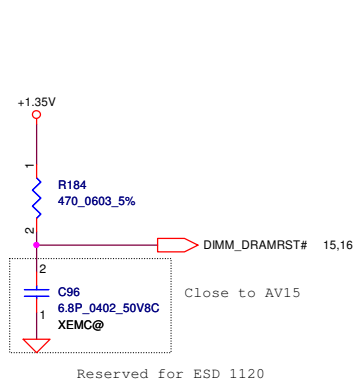 +1.35V
1
R184
470_0603_5%
2
DIMM_DRAMRST# 15,16
2
C96
6.8P_0402_50V8C
1
XEMC@
Close to AV15
Reserved for ESD 1120